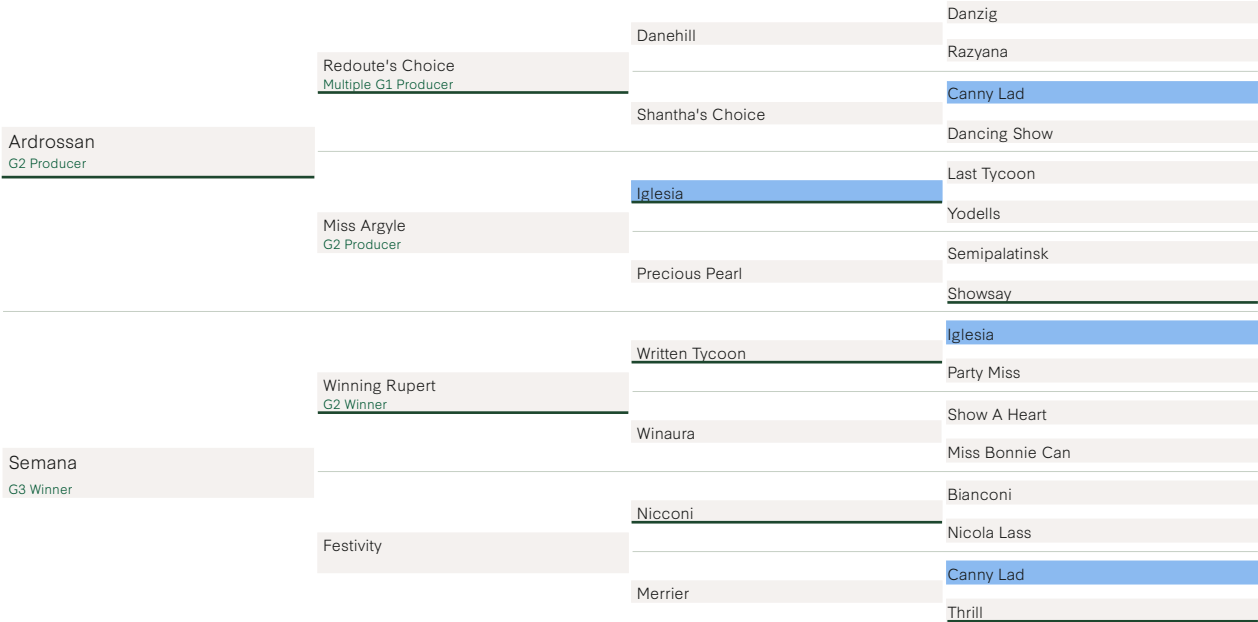 Ardrossan
G2 Producer
Semana
G3 Winner
Redoute's Choice
Multiple G1 Producer
Miss Argyle
G2 Producer
Winning Rupert
G2 Winner
Festivity
Danehill
Shantha's Choice
Iglesia
Precious Pearl
Written Tycoon
Winaura
Nicconi
Merrier
Danzig
Razyana
Canny Lad
Dancing Show
Last Tycoon
Yodells
Semipalatinsk
Showsay
Iglesia
Party Miss
Show A Heart
Miss Bonnie Can
Bianconi
Nicola Lass
Canny Lad
Thrill